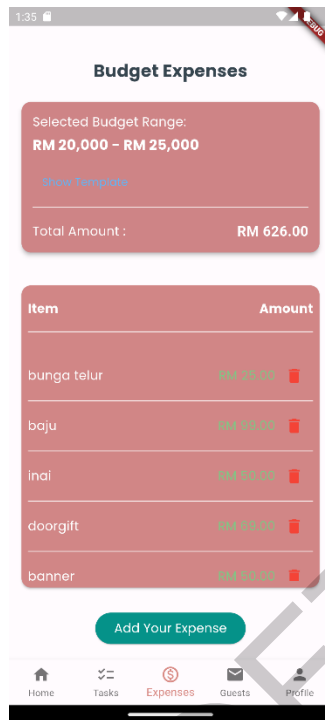 1:35
Budget Expenses
Selected Budget Range:
RM 20,000 - RM 25,000
Show Template
Total Amount : RM 626.00
Item Amount
bunga telur RM 25.00
baju RM 99.00
inai RM 50.00
doorgift RM 69.00
banner RM 50.00
Add Your Expense
Home Tasks Expenses Guests Profile